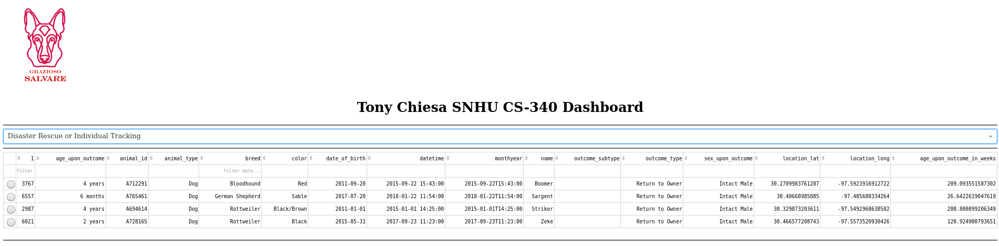 GRAZIOSO
SALVARE
Tony Chiesa SNHU CS-340 Dashboard
Disaster Rescue or Individual Tracking
1 age_upon_outcome animal_id animal_type breed color date_of_birth datetime monthyear name outcome_subtype outcome_type sex_upon_outcome location_lat location_long age_upon_outcome_in_weeks
filter filter data...
3767 4 years A712291 Dog Bloodhound Red 2011-09-20 2015-09-22 15:43:00 2015-09-22T15:43:00 Boomer Return to Owner Intact Male 30.2709983761287 -97.5923916912722 209.093551587302
6557 6 months A765461 Dog German Shepherd Sable 2017-07-20 2018-01-22 11:54:00 2018-01-22T11:54:00 Sargent Return to Owner Intact Male 30.40668985085 -97.485680334264 26.6422619047619
2987 4 years A694614 Dog Rottweiler Black/Brown 2011-01-01 2015-01-01 14:25:00 2015-01-01T14:25:00 Striker Return to Owner Intact Male 30.329873203611 -97.5492968638502 208.800099206349
6021 2 years A728165 Dog Rottweiler Black 2015-05-31 2017-09-23 11:23:00 2017-09-23T11:23:00 Zeke Return to Owner Intact Male 30.466577208743 -97.5573520930426 120.924900793651